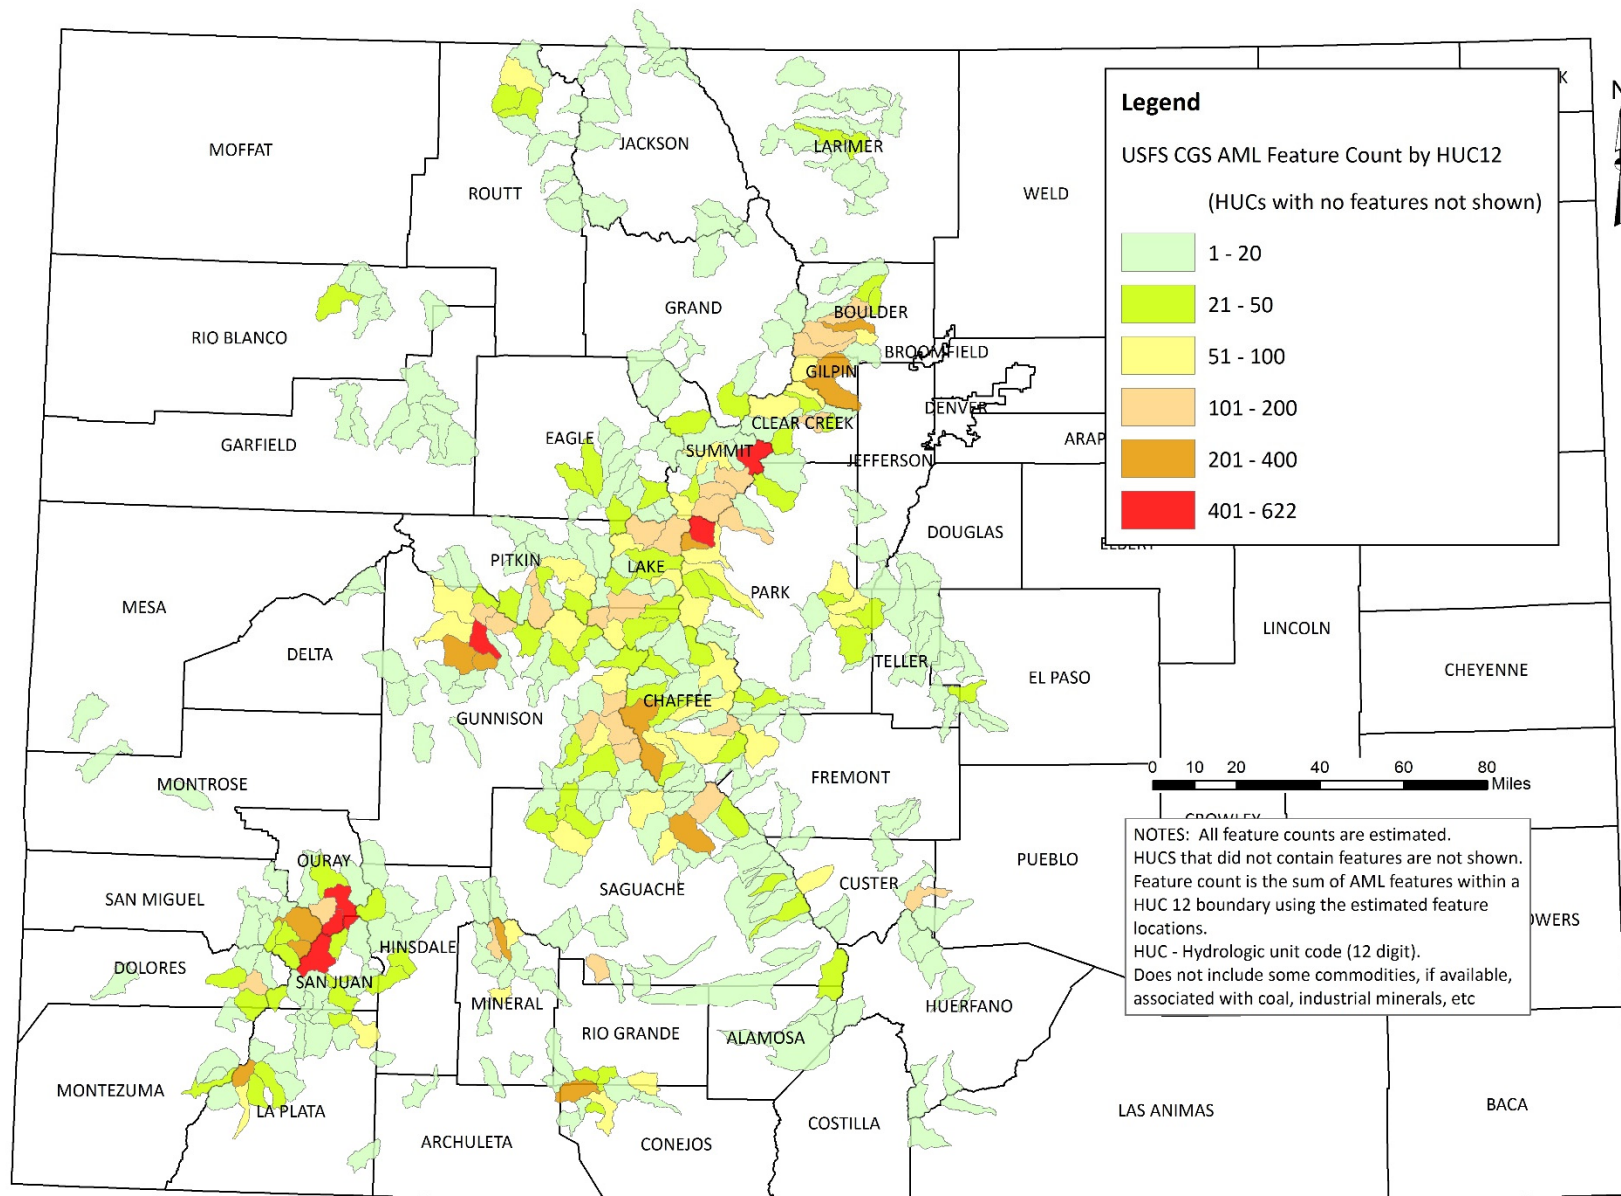 N
K
Legend
USFS CGS AML Feature Count by HUC12
(HUCs with no features not shown)
1 - 20
21 - 50
51 - 100
101 - 200
201 - 400
401 - 622
MOFFAT
JACKSON
LARIMER
ROUTT
WELD
GRAND
BOULDER
RIO BLANCO
BROOMFIELD
GILPIN
DENVER
CLEAR CREEK
GARFIELD
EAGLE
SUMMIT
ARAP
JEFFERSON
DOUGLAS
ELBERT
PITKIN
LAKE
PARK
MESA
LINCOLN
DELTA
TELLER
CHEYENNE
EL PASO
CHAFFEE
GUNNISON
FREMONT
MONTROSE
0 10 20 40 60 80
Miles
CROWLEY
NOTES: All feature counts are estimated.
HUCS that did not contain features are not shown.
Feature count is the sum of AML features within a
HUC 12 boundary using the estimated feature
locations.
HUC - Hydrologic unit code (12 digit).
Does not include some commodities, if available,
associated with coal, industrial minerals, etc
OURAY
PUEBLO
SAN MIGUEL
SAGUACHE
CUSTER
OWERS
HINSDALE
DOLORES
SAN JUAN
MINERAL
HUERFANO
RIO GRANDE
ALAMOSA
MONTEZUMA
LA PLATA
LAS ANIMAS
BACA
COSTILLA
ARCHULETA
CONEJOS